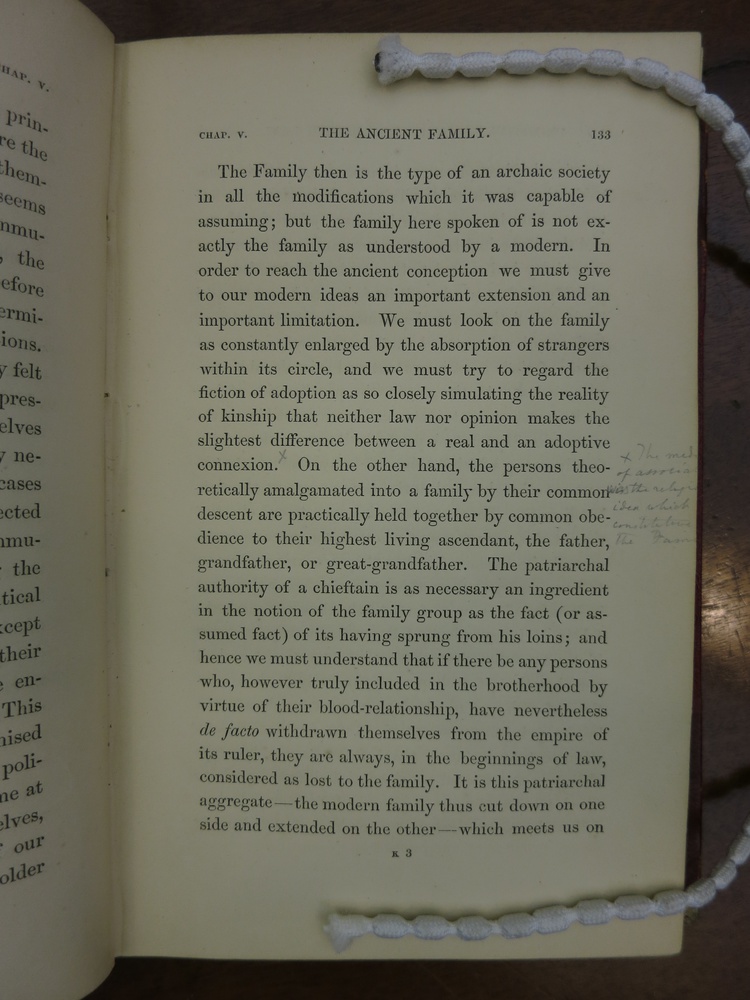 CHAP. V.
prin-
re the
them-
seems
nmu-
, the
efore
ermi-
ions.
y felt
pres-
elves
y ne-
cases
ected
nmu-
the
tical
xcept
their
e en-
This
nised
poli-
me at
elves,
our
older
CHAP. V. THE ANCIENT FAMILY. 133
The Family then is the type of an archaic society
in all the modifications which it was capable of
assuming; but the family here spoken of is not ex-
actly the family as understood by a modern. In
order to reach the ancient conception we must give
to our modern ideas an important extension and an
important limitation. We must look on the family
as constantly enlarged by the absorption of strangers
within its circle, and we must try to regard the
fiction of adoption as so closely simulating the reality
of kinship that neither law nor opinion makes the
slightest difference between a real and an adoptive
connexion. x On the other hand, the persons theo-
retically amalgamated into a family by their common
descent are practically held together by common obe-
dience to their highest living ascendant, the father,
grandfather, or great-grandfather. The patriarchal
authority of a chieftain is as necessary an ingredient
in the notion of the family group as the fact (or as-
sumed fact) of its having sprung from his loins; and
hence we must understand that if there be any persons
who, however truly included in the brotherhood by
virtue of their blood-relationship, have nevertheless
de facto withdrawn themselves from the empire of
its ruler, they are always, in the beginnings of law,
considered as lost to the family. It is this patriarchal
aggregate—the modern family thus cut down on one
side and extended on the other—which meets us on
K 3
x The
of
the
idea which
constitutes
the Fam